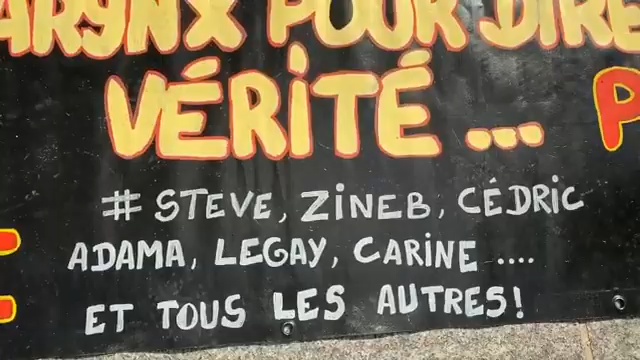 ARYNX POUR DIRE
VÉRITÉ ...
P
# STEVE, ZINEB, CÉDRIC
ADAMA, LEGAY, CARINE ....
ET TOUS LES AUTRES!